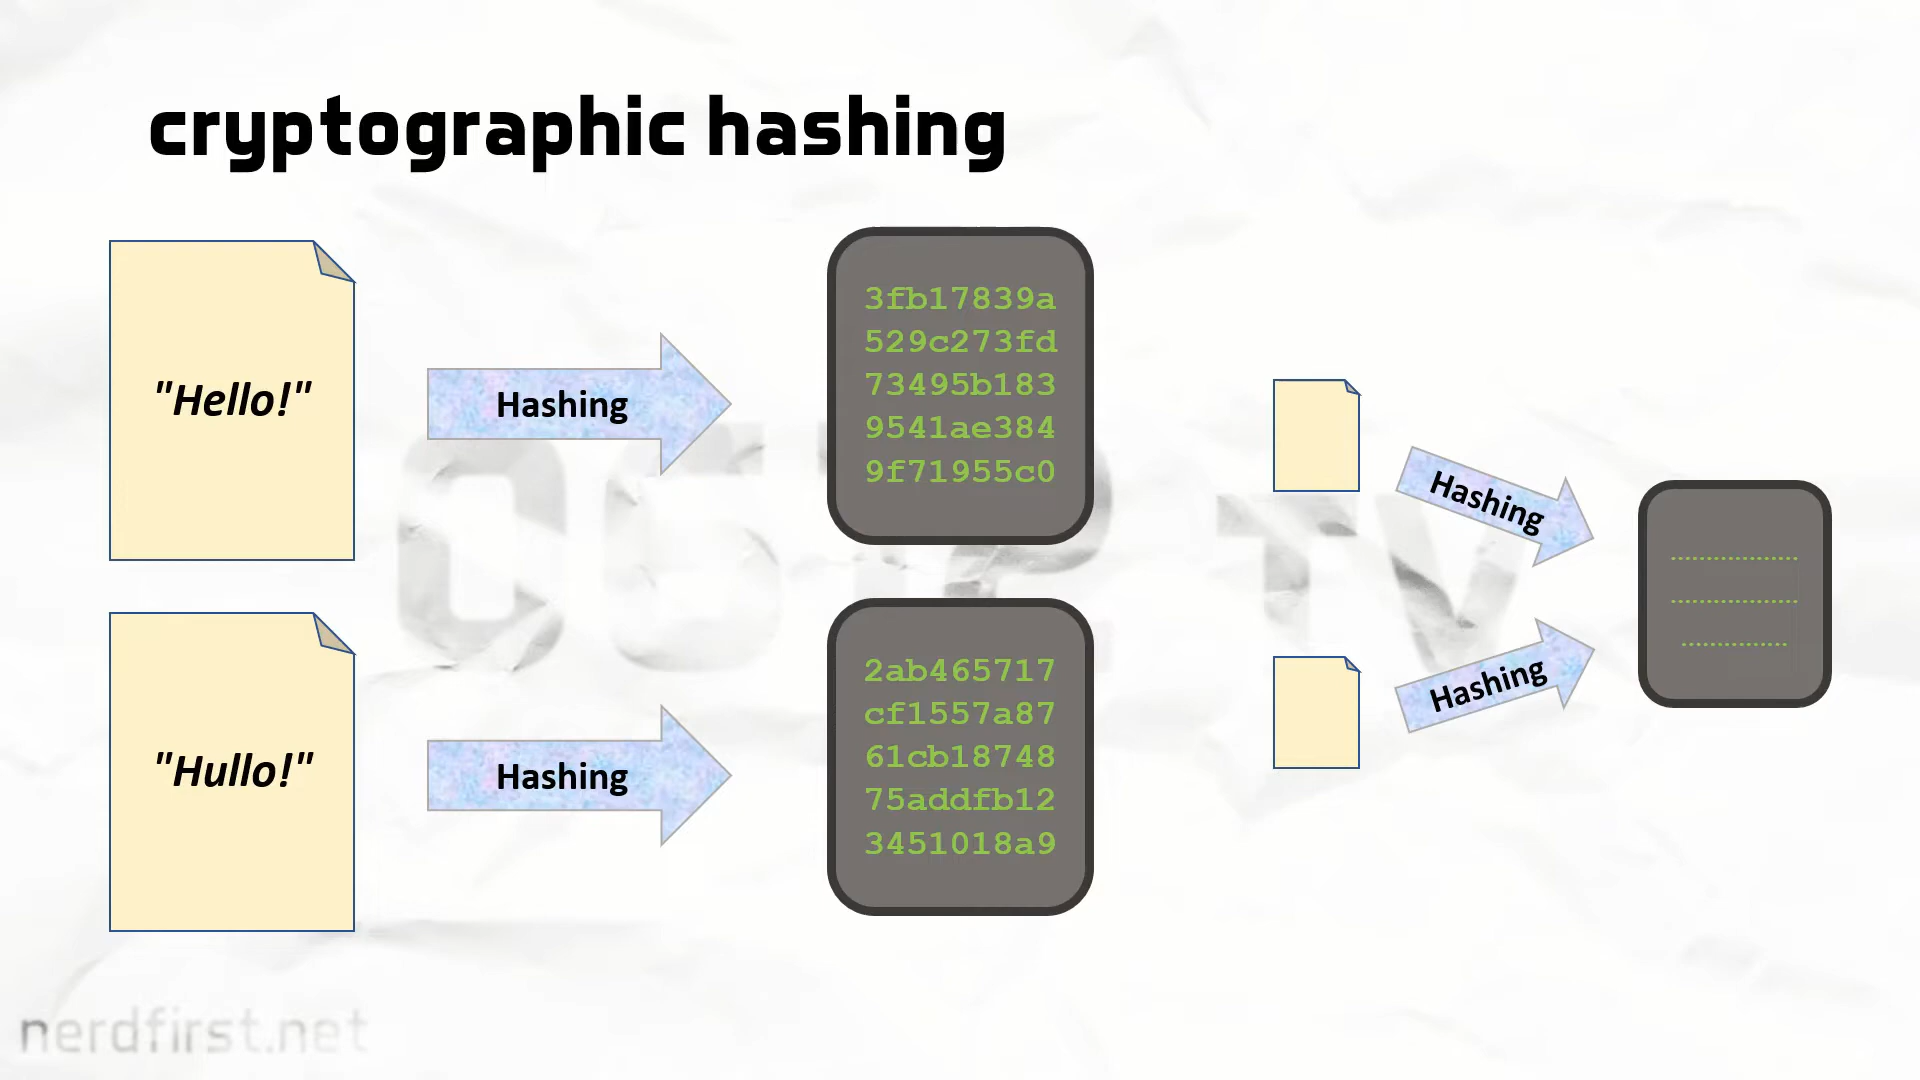 cryptographic hashing
"Hello!"
Hashing
3fb17839a
529c273fd
73495b183
9541ae384
9f71955c0
"Hullo!"
Hashing
2ab465717
cf1557a87
61cb18748
75addfb12
3451018a9
Hashing
Hashing
nerdfirst.net